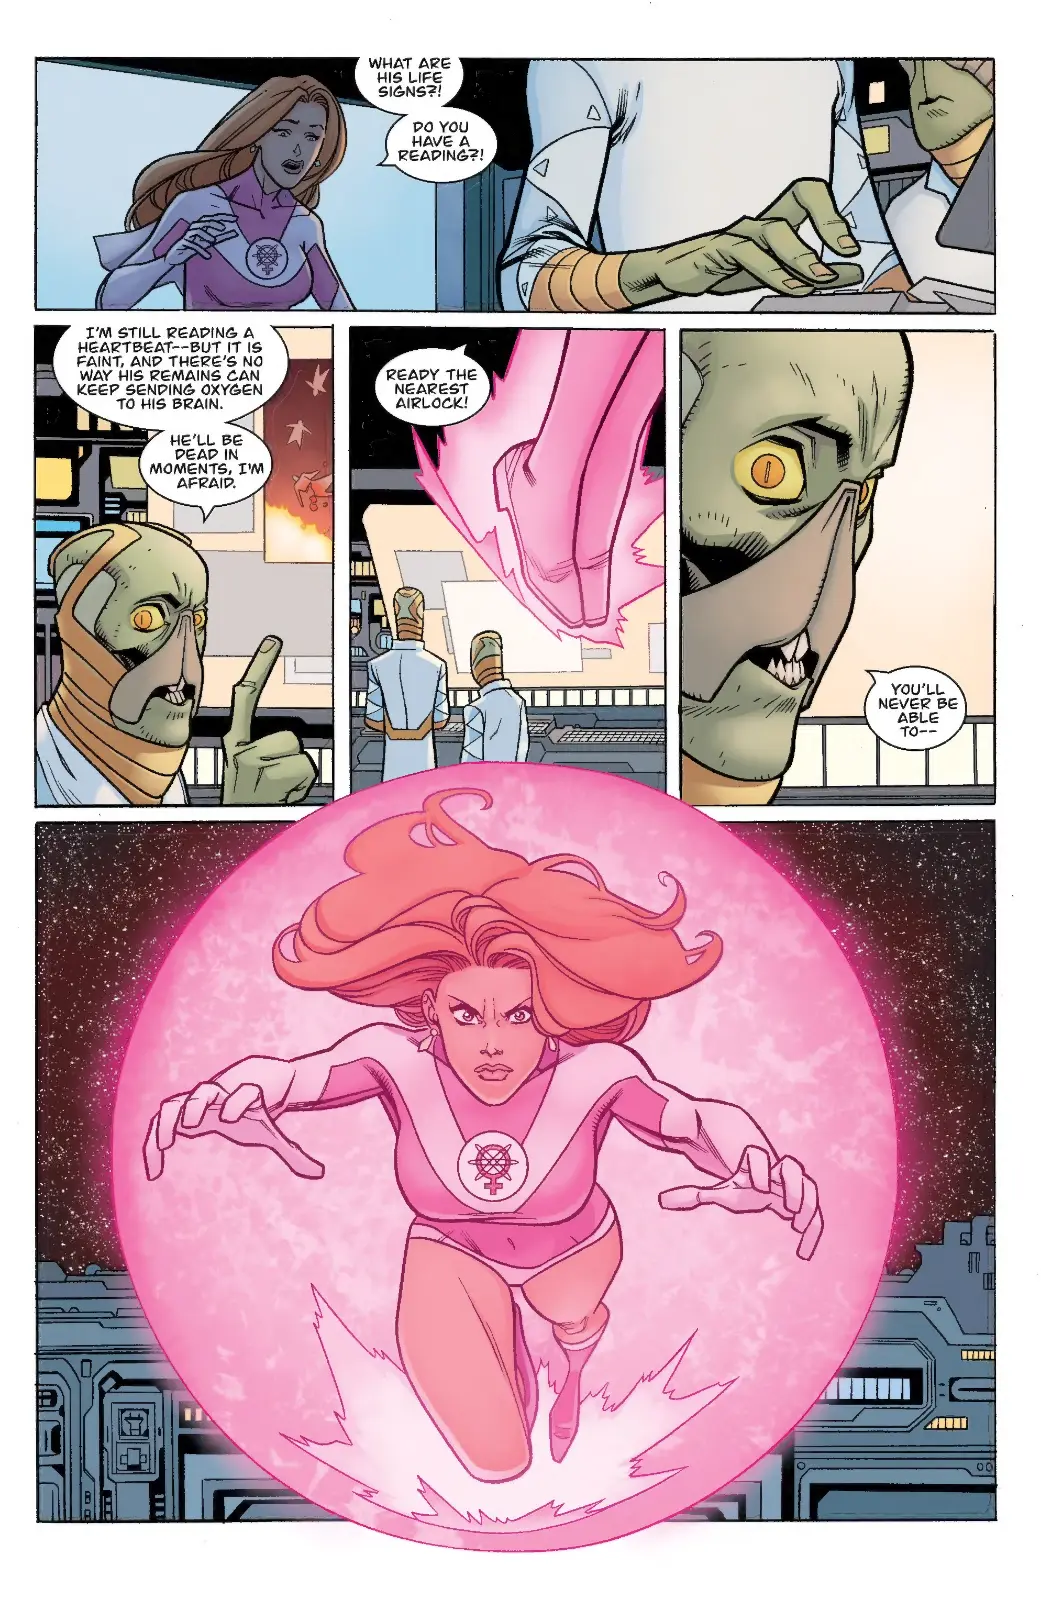 WHAT ARE
HIS LIFE
SIGNS?!
DO YOU
HAVE A
READING?!
I'M STILL READING A
HEARTBEAT--BUT IT IS
FAINT, AND THERE'S NO
WAY HIS REMAINS CAN
KEEP SENDING OXYGEN
TO HIS BRAIN.
HE'LL BE
DEAD IN
MOMENTS, I'M
AFRAID.
READY THE
NEAREST
AIRLOCK!
YOU'LL
NEVER BE
ABLE
TO--